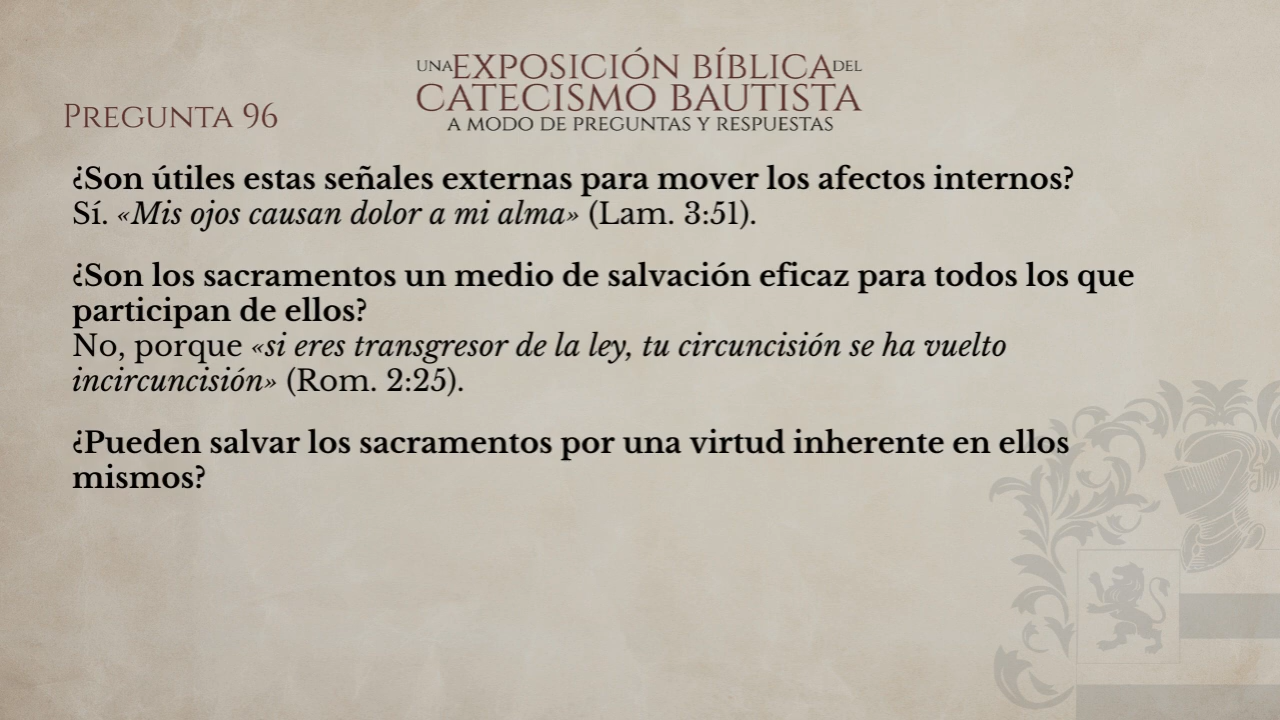 UNA EXPOSICIÓN BÍBLICA DEL
CATECISMO BAUTISTA
A MODO DE PREGUNTAS Y RESPUESTAS
PREGUNTA 96
¿Son útiles estas señales externas para mover los afectos internos?
Sí. «Mis ojos causan dolor a mi alma» (Lam. 3:51).
¿Son los sacramentos un medio de salvación eficaz para todos los que
participan de ellos?
No, porque «si eres transgresor de la ley, tu circuncisión se ha vuelto
incircuncisión» (Rom. 2:25).
¿Pueden salvar los sacramentos por una virtud inherente en ellos
mismos?